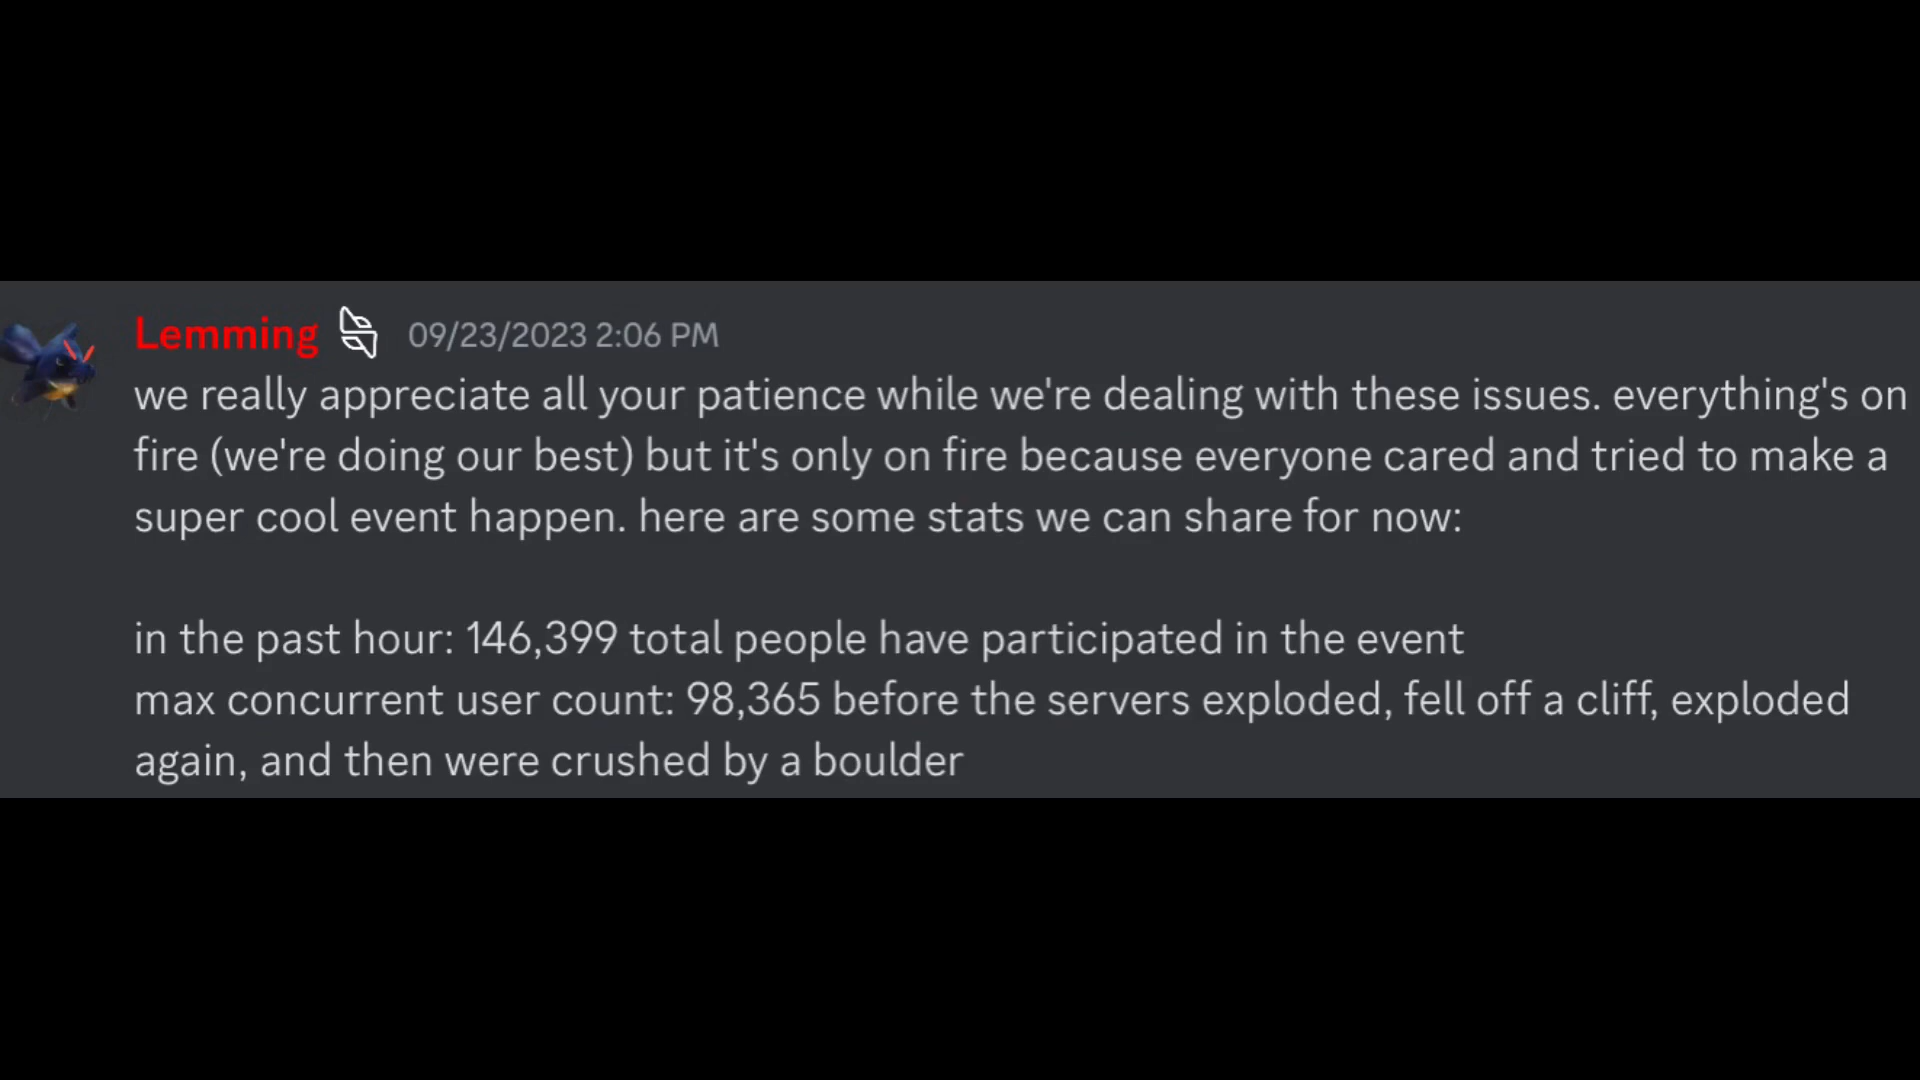 Lemming 09/23/2023 2:06 PM
we really appreciate all your patience while we're dealing with these issues. everything's on
fire (we're doing our best) but it's only on fire because everyone cared and tried to make a
super cool event happen. here are some stats we can share for now:
in the past hour: 146,399 total people have participated in the event
max concurrent user count: 98,365 before the servers exploded, fell off a cliff, exploded
again, and then were crushed by a boulder